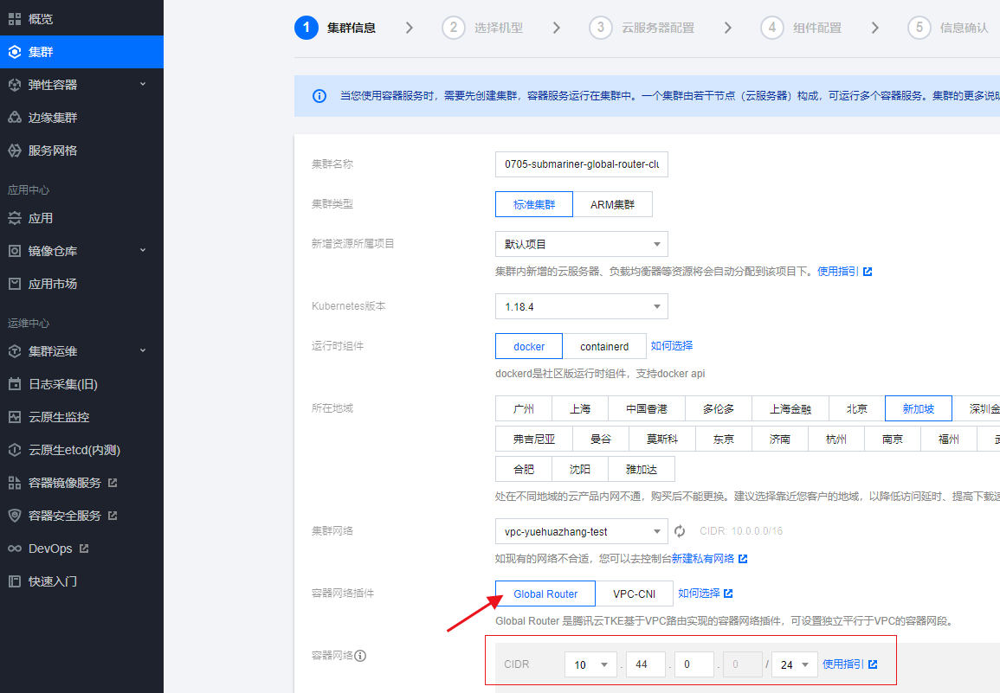 概览
集群
弹性容器
边缘集群
服务网格
应用中心
应用
镜像仓库
应用市场
运维中心
集群运维
日志采集(旧)
云原生监控
云原生etcd(内测)
容器镜像服务
容器安全服务
DevOps
快速入门
1 集群信息 2 选择机型 3 云服务器配置 4 组件配置 5 信息确认
当您使用容器服务时，需要先创建集群，容器服务运行在集群中。一个集群由若干节点（云服务器）构成，可运行多个容器服务。集群的更多说明
集群名称 0705-submariner-global-router-clu
集群类型 标准集群 ARM集群
新增资源所属项目 默认项目
集群内新增的云服务器、负载均衡器等资源将会自动分配到该项目下。使用指引
Kubernetes版本 1.18.4
运行时组件 docker containerd 如何选择
dockerd是社区版运行时组件，支持docker api
所在地域 广州 上海 中国香港 多伦多 上海金融 北京 新加坡 深圳金
弗吉尼亚 曼谷 莫斯科 东京 济南 杭州 南京 福州
合肥 沈阳 雅加达
处在不同地域的云产品内网不通，购买后不能更换。建议选择靠近您客户的地域，以降低访问延时、提高下载速
集群网络 vpc-yuehuazhang-test CIDR: 10.0.0.0/16
如现有的网络不合适，您可以去控制台新建私有网络
容器网络插件 Global Router VPC-CNI 如何选择
Global Router 是腾讯云TKE基于VPC路由实现的容器网络插件，可设置独立平行于VPC的容器网段。
容器网络 CIDR 10 . 44 . 0 . 0 / 24 使用指引